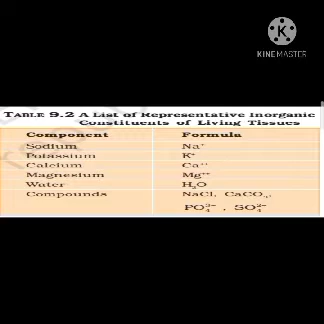 KINEMASTER
TABLE 9.2 A List of Representative Inorganic
Constituents of Living Tissues
Component Formula
Sodium Na⁺
Potassium K⁺
Calcium Ca⁺⁺
Magnesium Mg⁺⁺
Water H₂O
Compounds NaCl, CaCO₃,
PO₄³⁻, SO₄²⁻